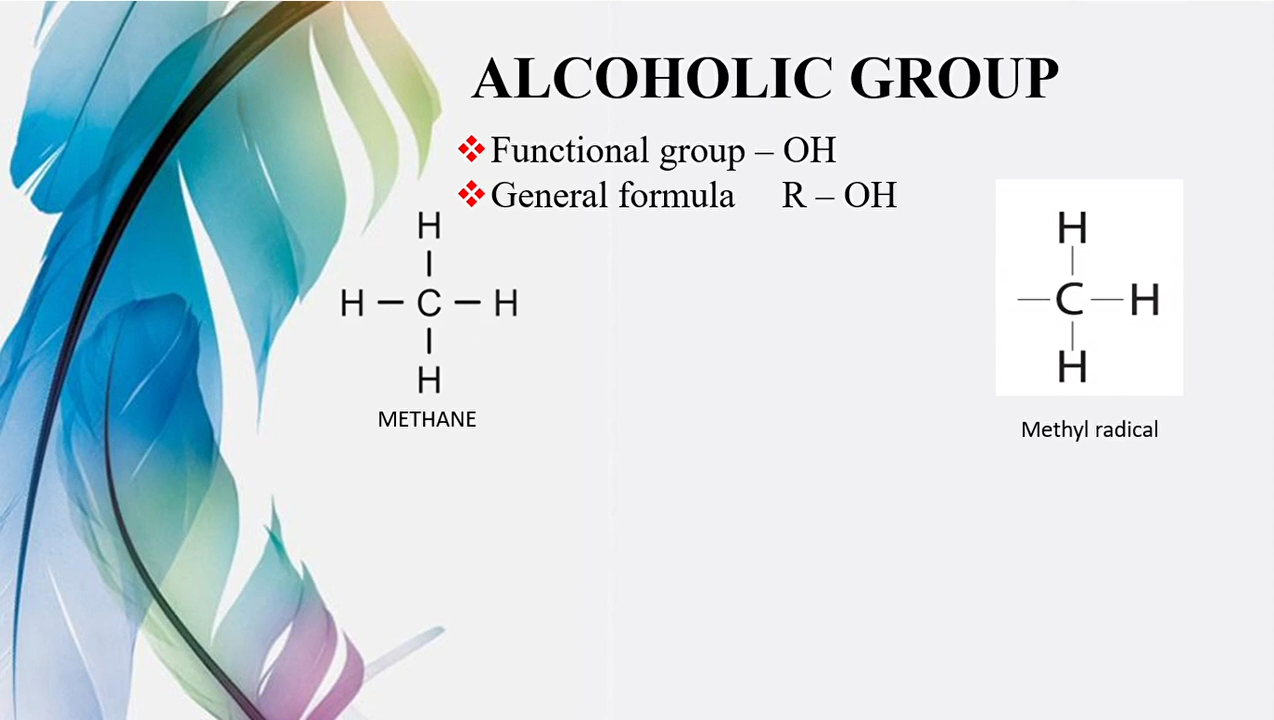 ALCOHOLIC GROUP
❖ Functional group – OH
❖ General formula R – OH
H
|
H – C – H
|
H
METHANE
H
|
—C—H
|
H
Methyl radical